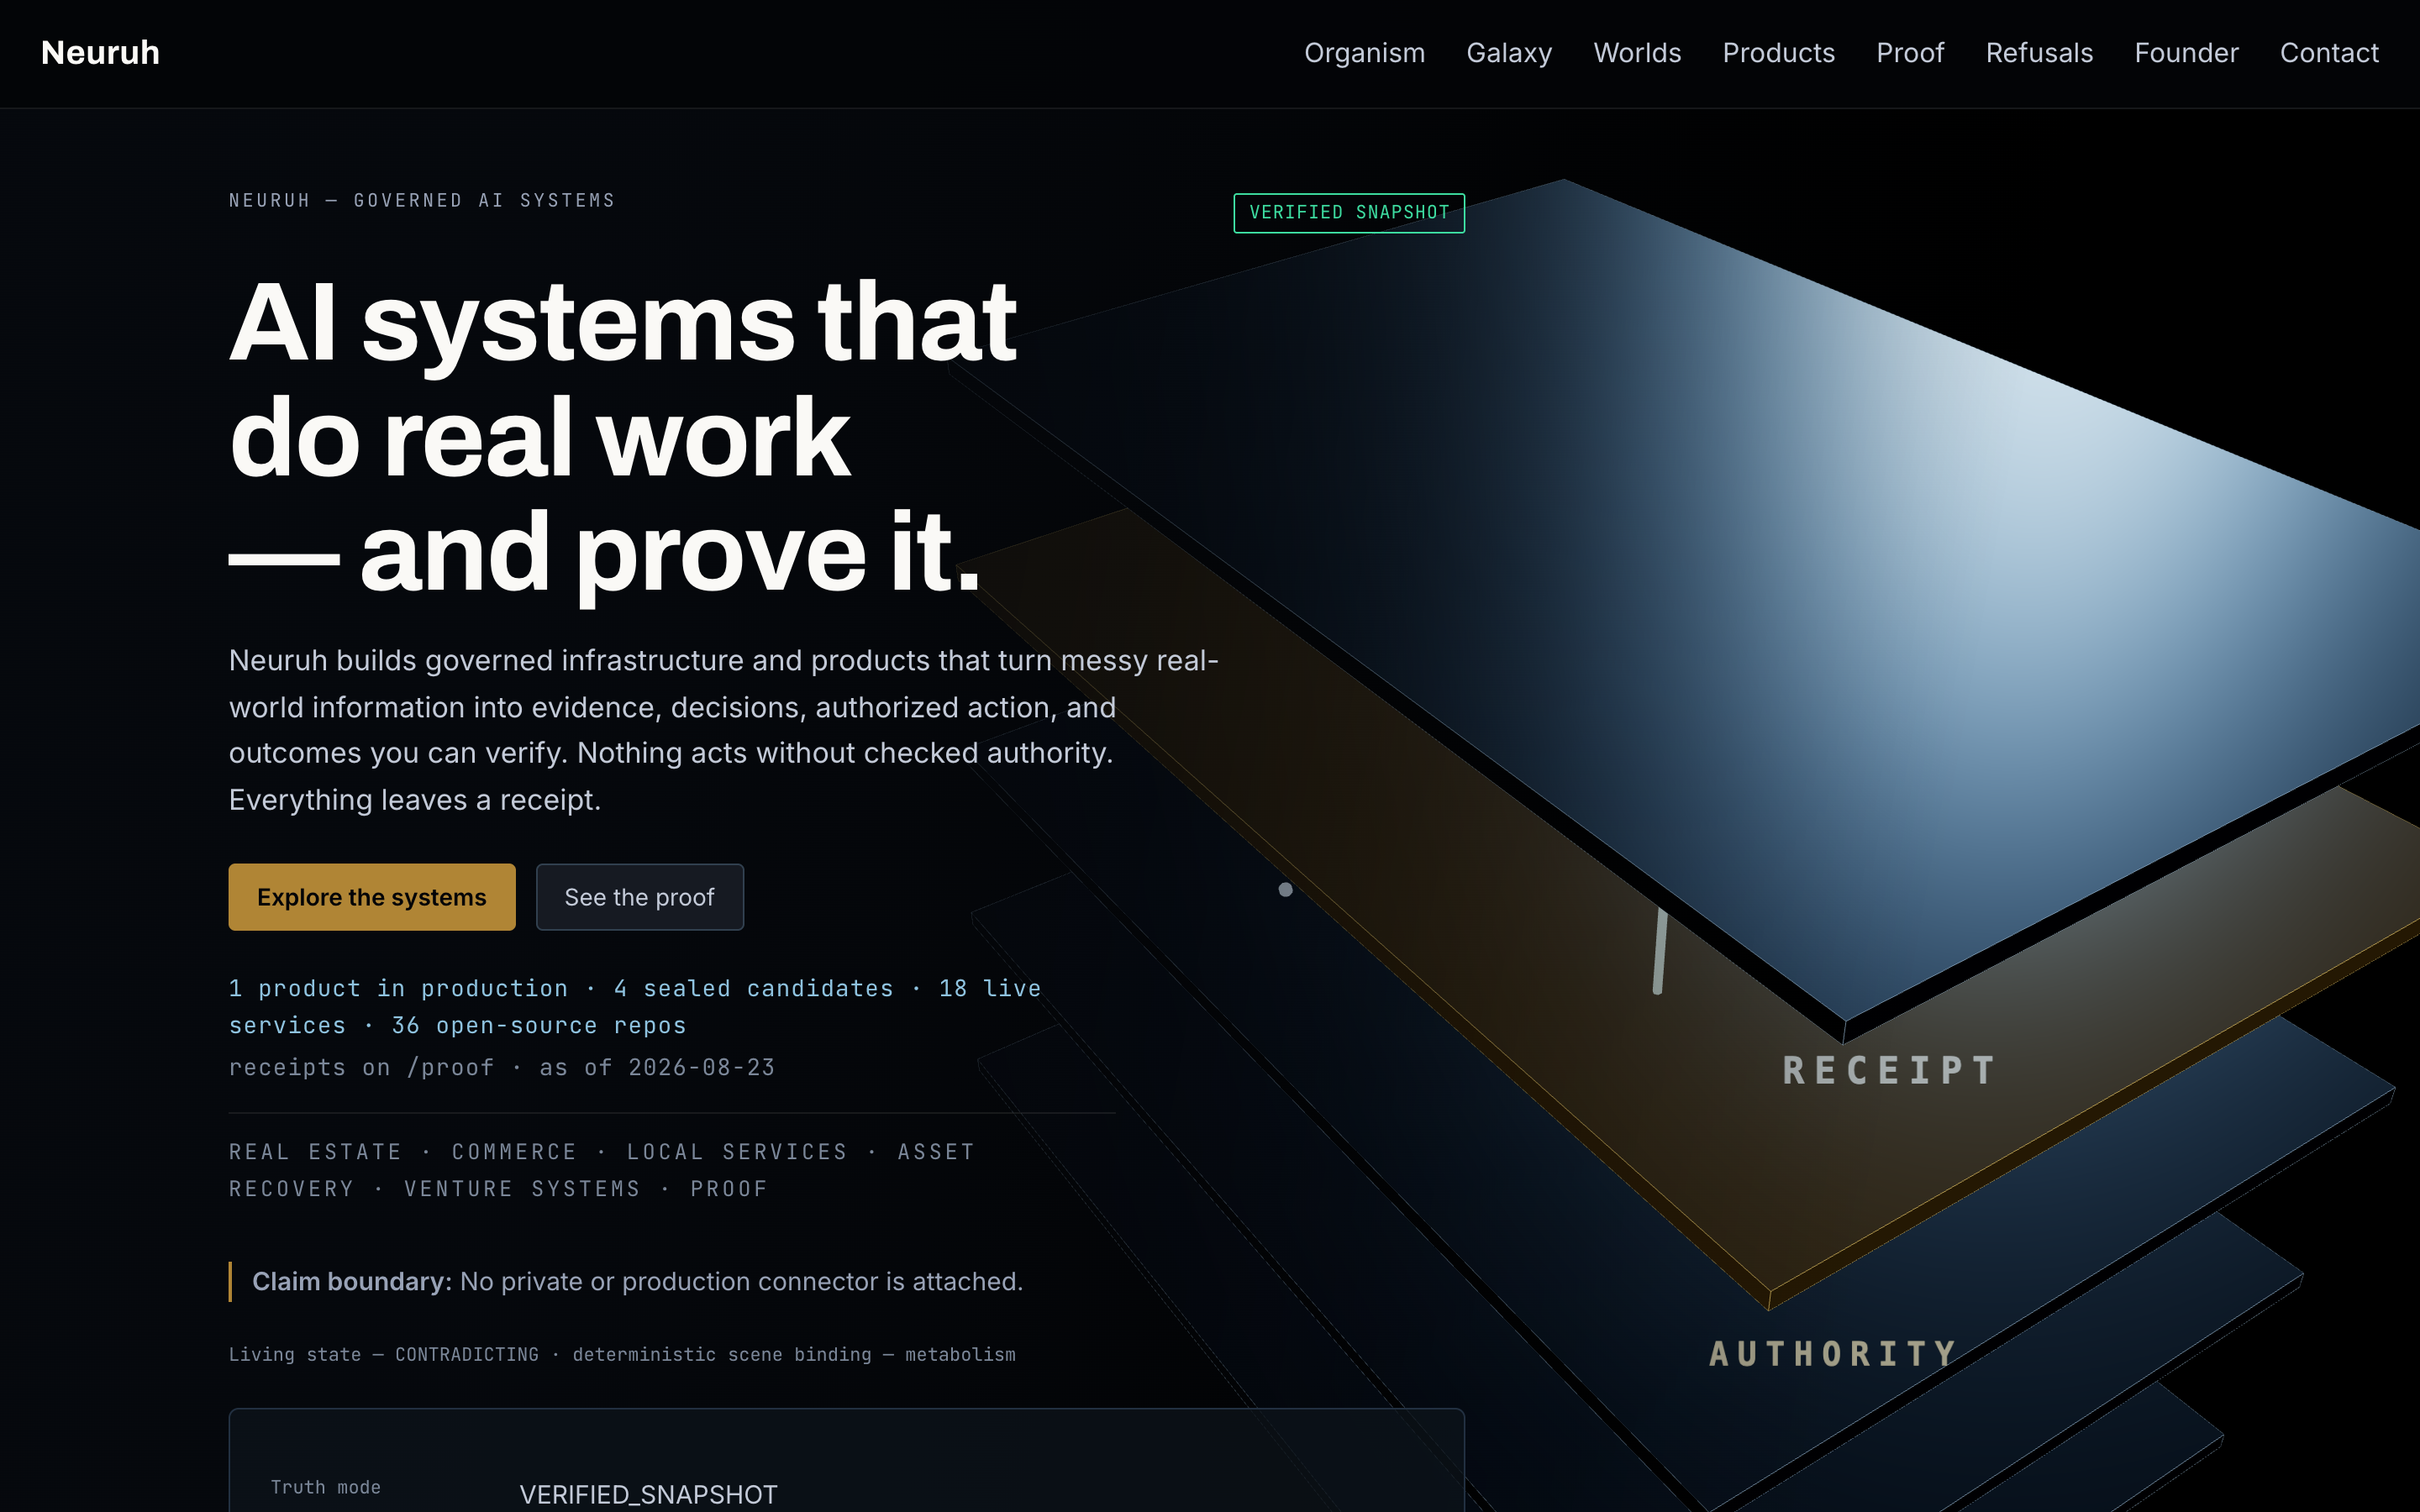 Neuruh
Organism Galaxy Worlds Products Proof Refusals Founder Contact
NEURUH — GOVERNED AI SYSTEMS
VERIFIED SNAPSHOT
AI systems that
do real work
— and prove it.
Neuruh builds governed infrastructure and products that turn messy real-
world information into evidence, decisions, authorized action, and
outcomes you can verify. Nothing acts without checked authority.
Everything leaves a receipt.
Explore the systems
See the proof
1 product in production · 4 sealed candidates · 18 live
services · 36 open-source repos
receipts on /proof · as of 2026-08-23
RECEIPT
REAL ESTATE · COMMERCE · LOCAL SERVICES · ASSET
RECOVERY · VENTURE SYSTEMS · PROOF
Claim boundary: No private or production connector is attached.
Living state — CONTRADICTING · deterministic scene binding — metabolism
AUTHORITY
Truth mode
VERIFIED_SNAPSHOT